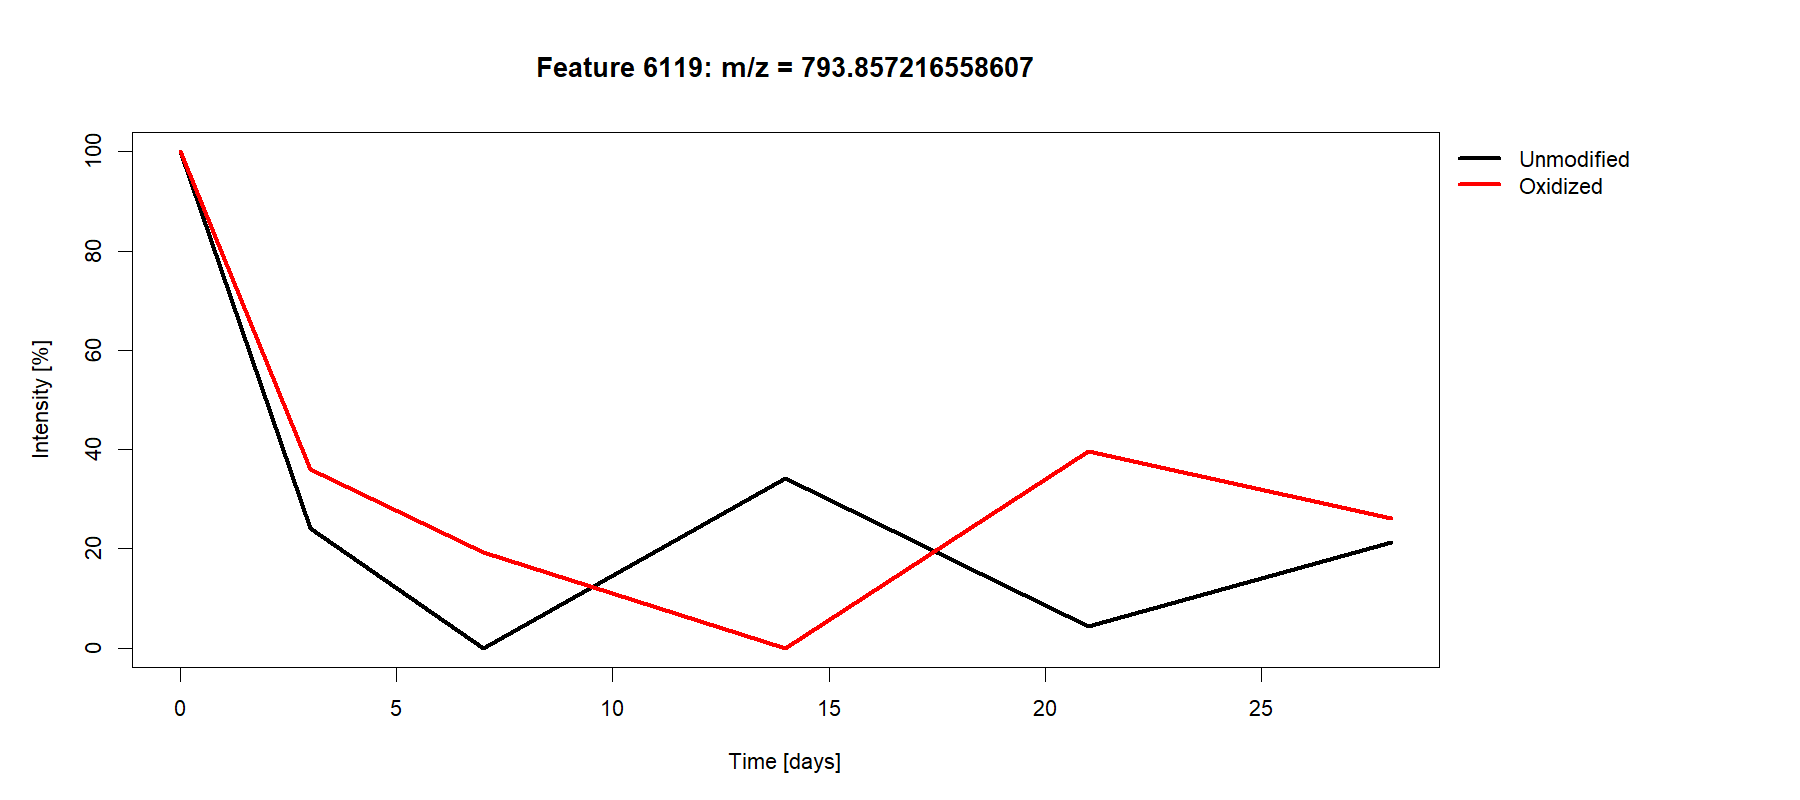 Feature 6119: m/z = 793.857216558607
Unmodified
Oxidized
Intensity [%]
100
80
60
40
20
0
0 5 10 15 20 25
Time [days]